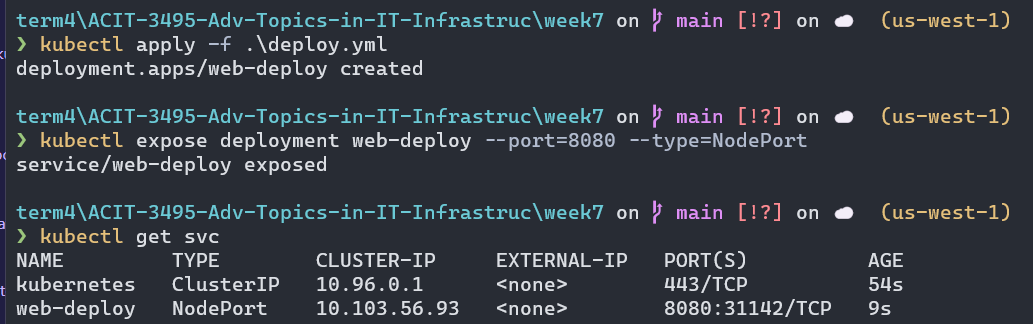 term4\ACIT-3495-Adv-Topics-in-IT-Infrastruc\week7 on main [!?] on (us-west-1)
❯ kubectl apply -f .\deploy.yml
deployment.apps/web-deploy created
term4\ACIT-3495-Adv-Topics-in-IT-Infrastruc\week7 on main [!?] on (us-west-1)
❯ kubectl expose deployment web-deploy --port=8080 --type=NodePort
service/web-deploy exposed
term4\ACIT-3495-Adv-Topics-in-IT-Infrastruc\week7 on main [!?] on (us-west-1)
❯ kubectl get svc
NAME TYPE CLUSTER-IP EXTERNAL-IP PORT(S) AGE
kubernetes ClusterIP 10.96.0.1 <none> 443/TCP 54s
web-deploy NodePort 10.103.56.93 <none> 8080:31142/TCP 9s